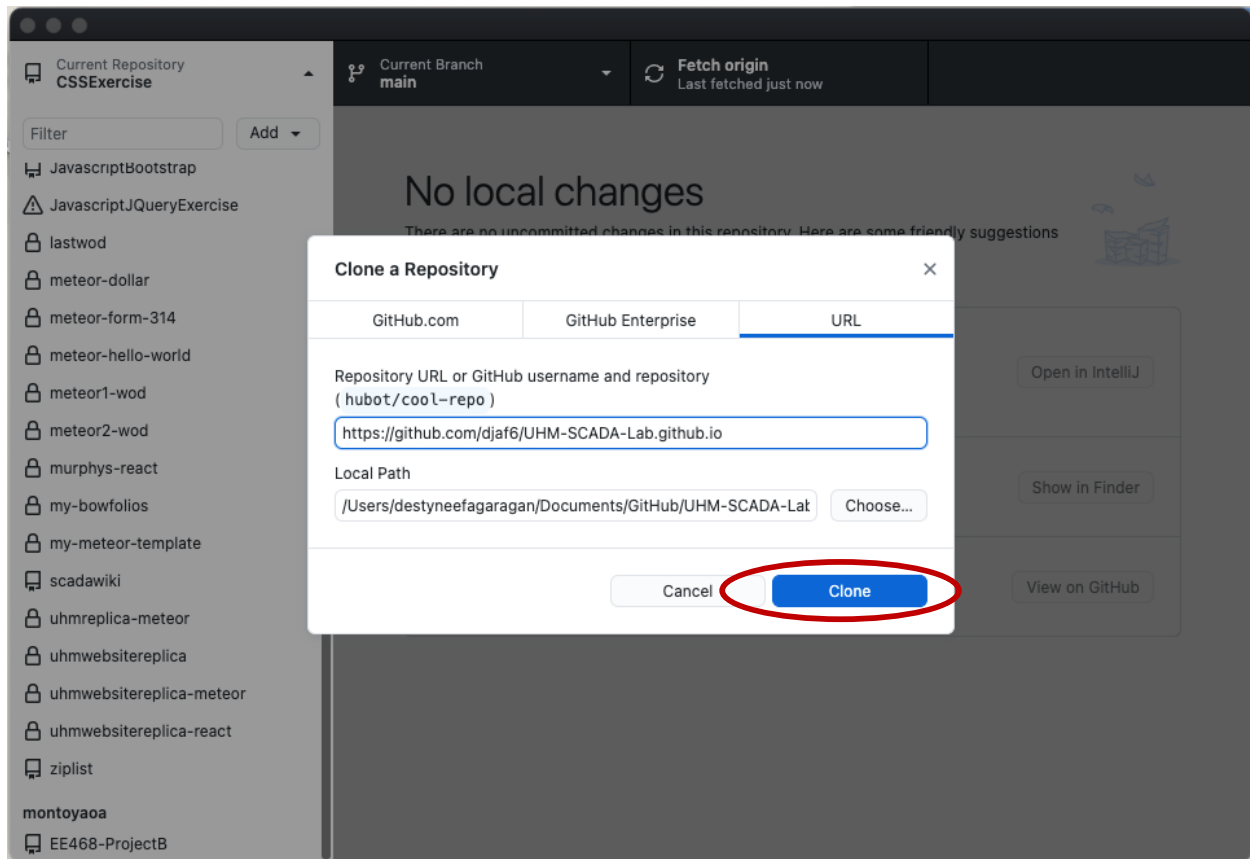 Current Repository
CSSExercise
Current Branch
main
Fetch origin
Last fetched just now
Filter
Add
JavascriptBootstrap
JavascriptJQueryExercise
lastwod
meteor-dollar
meteor-form-314
meteor-hello-world
meteor1-wod
meteor2-wod
murphys-react
my-bowfolios
my-meteor-template
scadawiki
uhmreplica-meteor
uhmwebsitereplica
uhmwebsitereplica-meteor
uhmwebsitereplica-react
ziplist
montoyaoa
EE468-ProjectB
No local changes
There are no uncommitted changes in this repository. Here are some friendly suggestions
Clone a Repository
GitHub.com
GitHub Enterprise
URL
Repository URL or GitHub username and repository
(hubot/cool-repo)
https://github.com/djaf6/UHM-SCADA-Lab.github.io
Local Path
/Users/destyneefagaragan/Documents/GitHub/UHM-SCADA-Lab
Choose...
Cancel
Clone
Open in IntelliJ
Show in Finder
View on GitHub